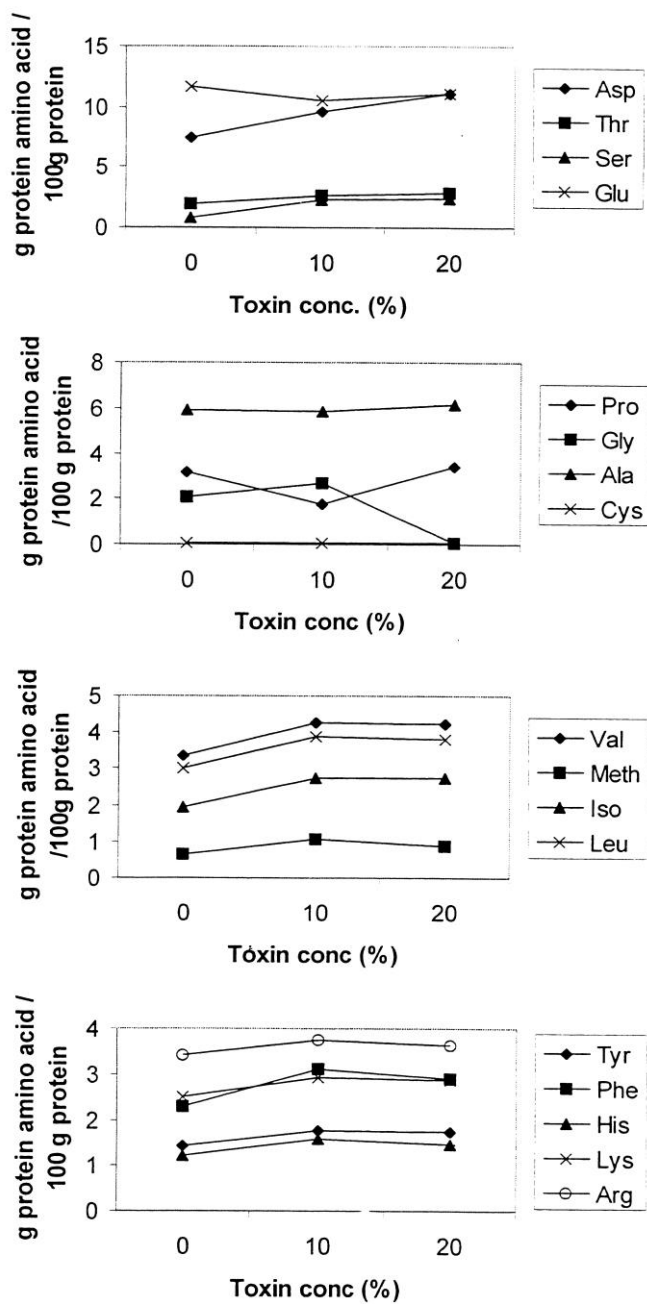 g protein amino acid /
100g protein
15
10
5
0
0 10 20
Toxin conc. (%)
Asp
Thr
Ser
Glu
g protein amino acid
/100 g protein
8
6
4
2
0
0 10 20
Toxin conc (%)
Pro
Gly
Ala
Cys
g protein amino acid
/100g protein
5
4
3
2
1
0
0 10 20
Toxin conc (%)
Val
Meth
Iso
Leu
g protein amino acid /
100 g protein
4
3
2
1
0
0 10 20
Toxin conc (%)
Tyr
Phe
His
Lys
Arg